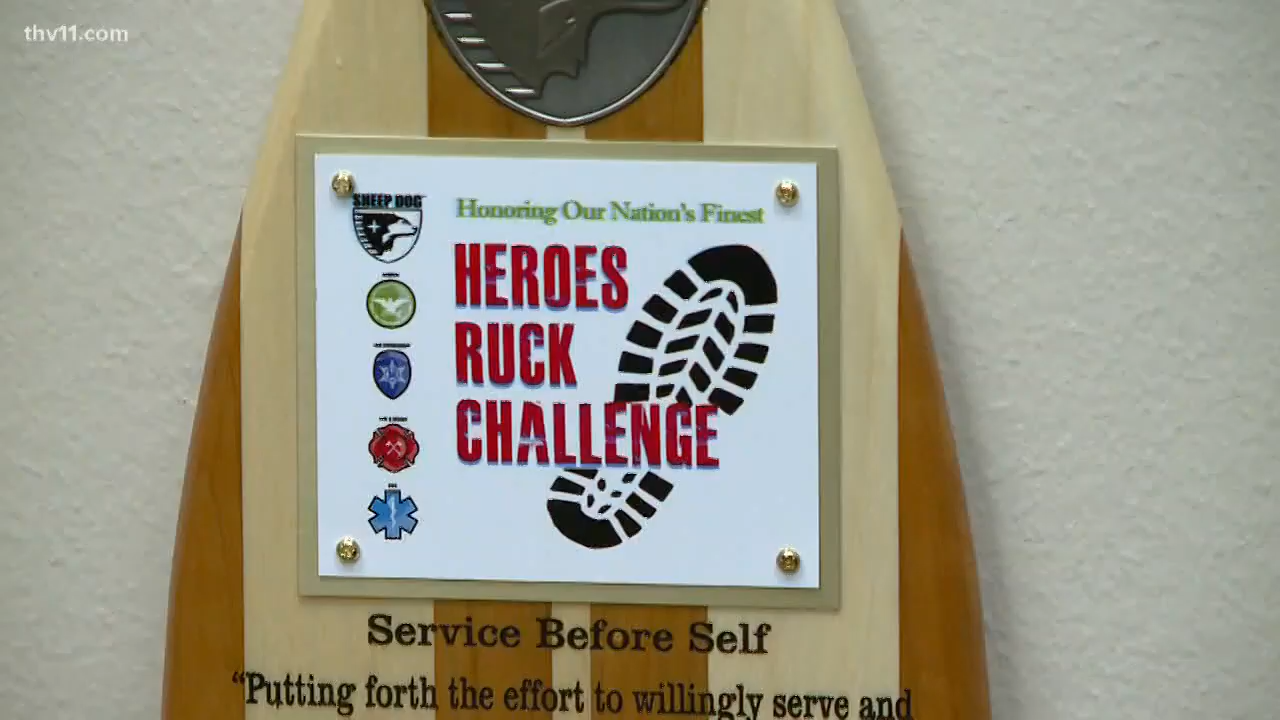 thv11.com
SHEEP DOG
Honoring Our Nation's Finest
HEROES
RUCK
CHALLENGE
Service Before Self
“Putting forth the effort to willingly serve and